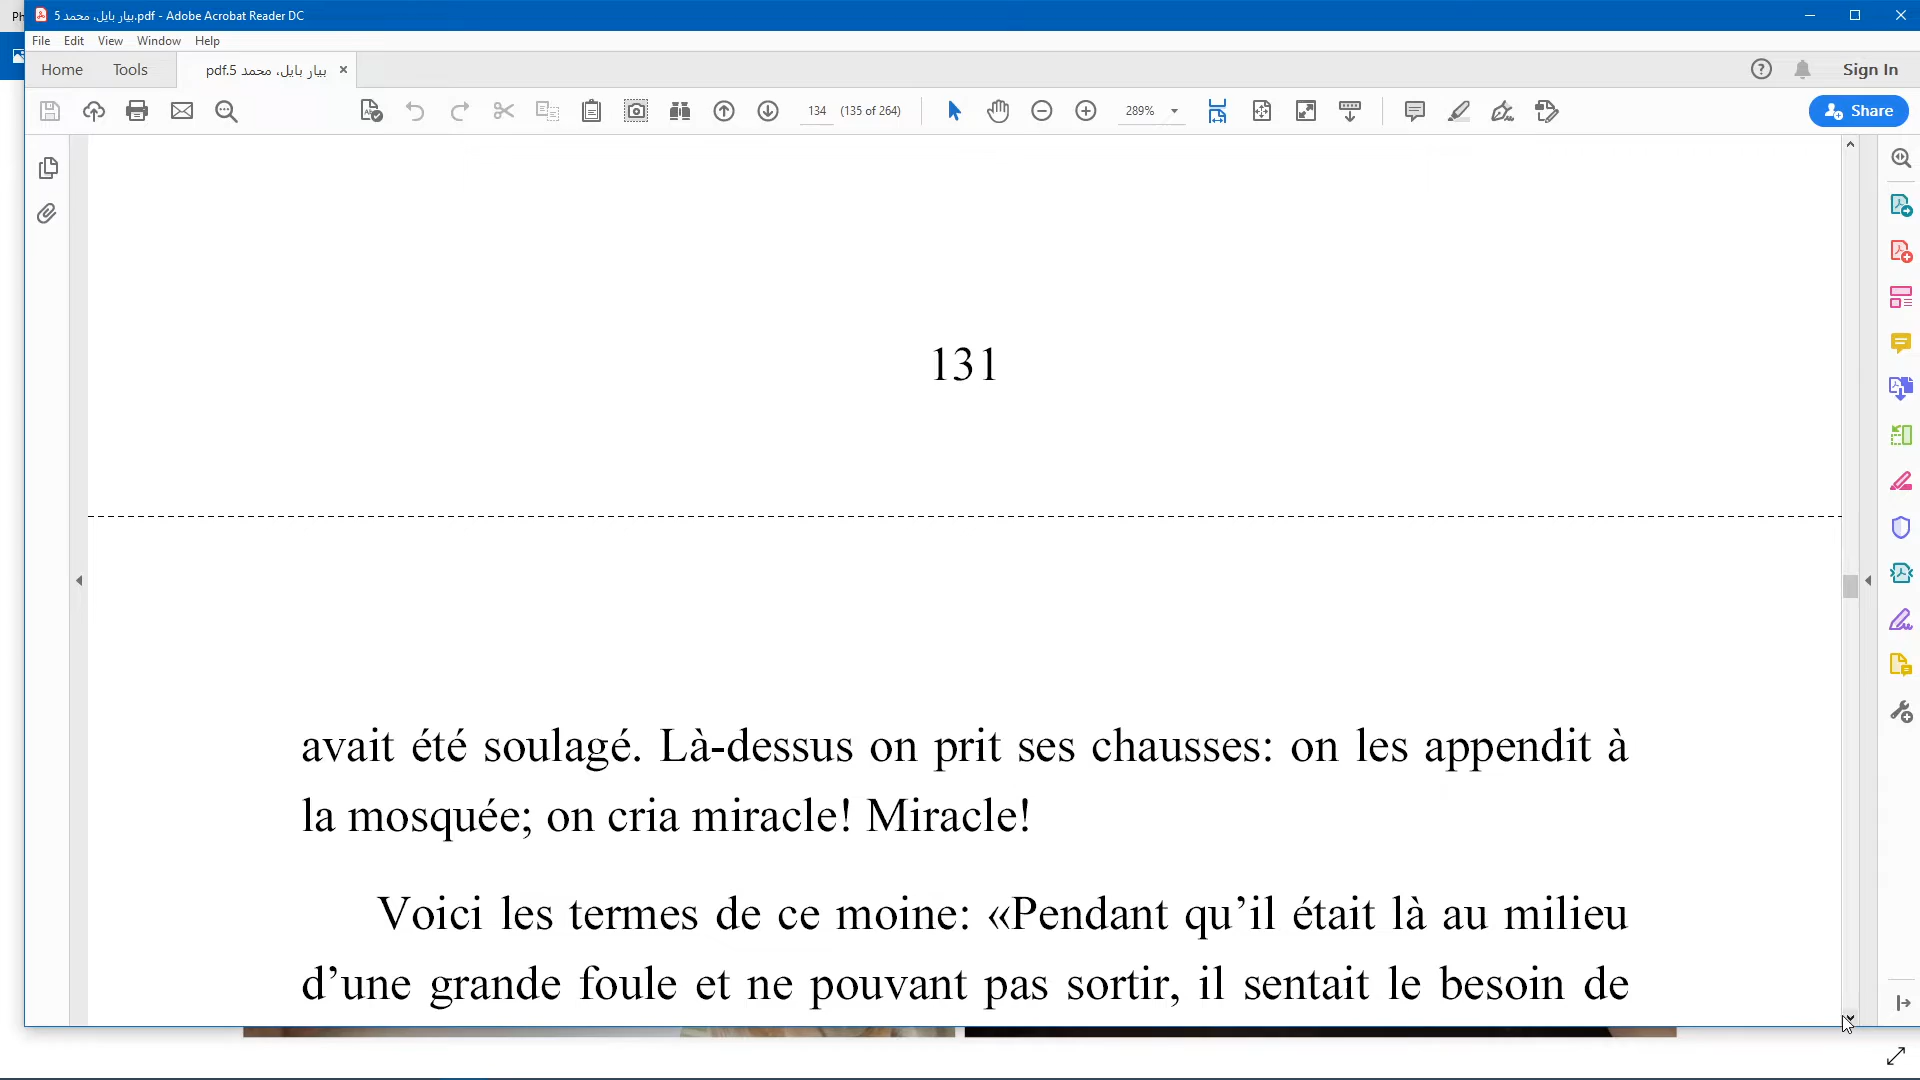 Ph
بيار بايل، محمد 5.pdf - Adobe Acrobat Reader DC
File Edit View Window Help
Home Tools بيار بايل، محمد 5.pdf Sign In
134 (135 of 264) 289% Share
131
avait été soulagé. Là-dessus on prit ses chausses: on les appendit à
la mosquée; on cria miracle! Miracle!
Voici les termes de ce moine: «Pendant qu’il était là au milieu
d’une grande foule et ne pouvant pas sortir, il sentait le besoin de